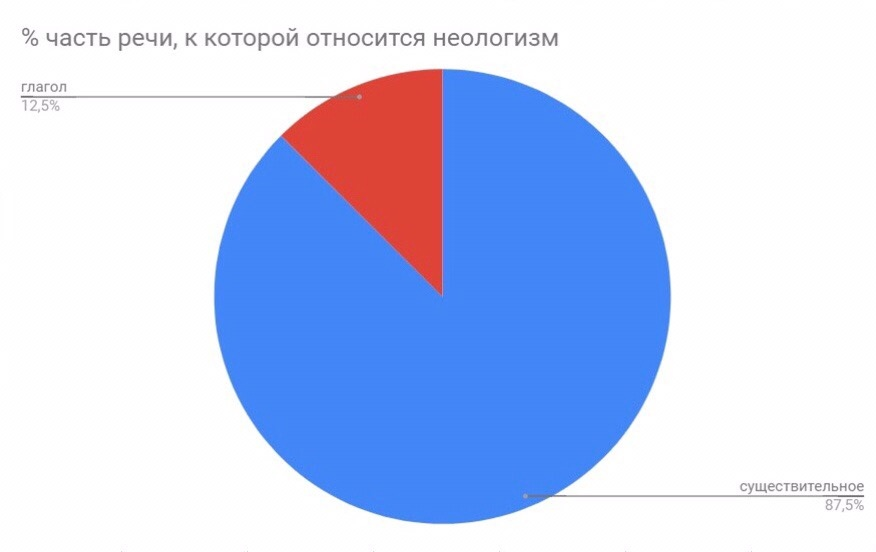 % часть речи, к которой относится неологизм
глагол
12,5%
существительное
87,5%